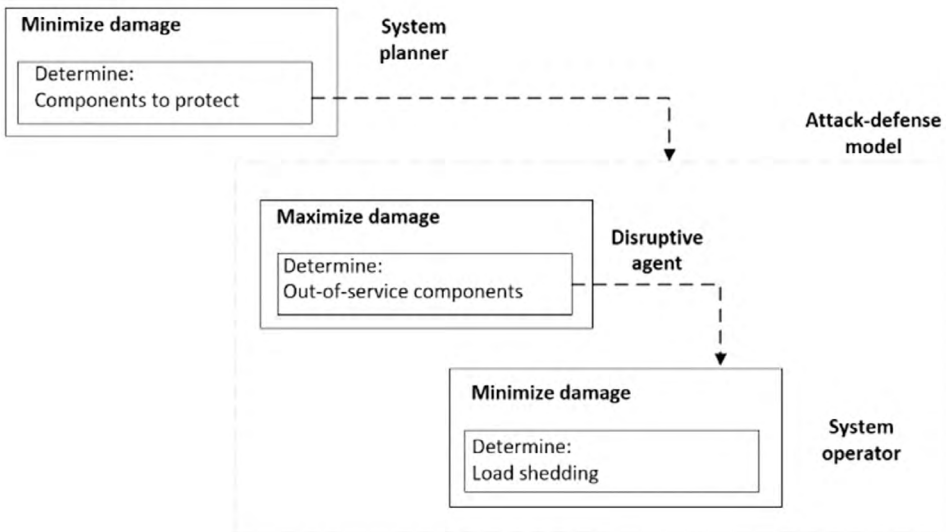 Minimize damage
Determine:
Components to protect
System
planner
Attack-defense
model
Maximize damage
Determine:
Out-of-service components
Disruptive
agent
Minimize damage
Determine:
Load shedding
System
operator